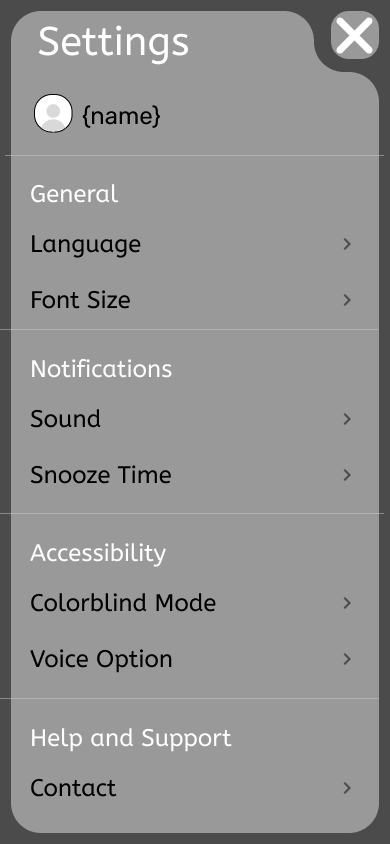 Settings
{name}
General
Language
Font Size
Notifications
Sound
Snooze Time
Accessibility
Colorblind Mode
Voice Option
Help and Support
Contact